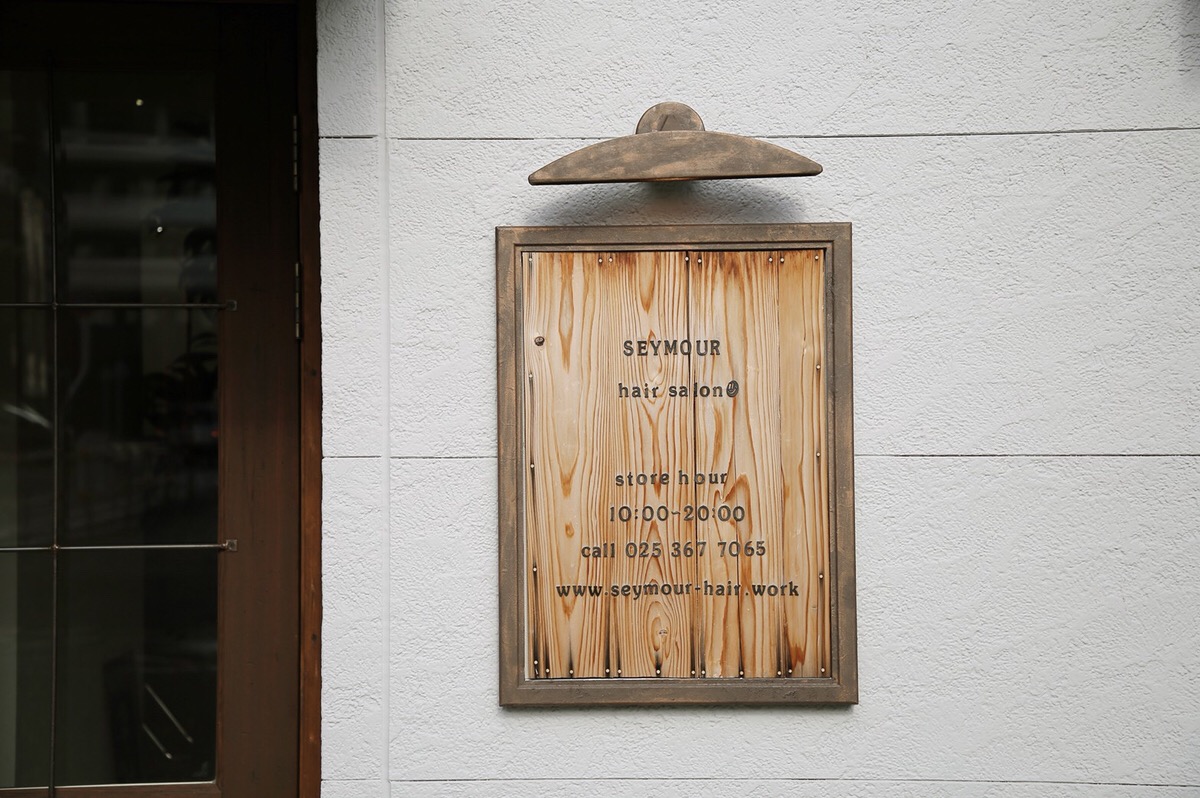 SEYMOUR
hair salon
store hour
10:00~20:00
call 025 367 7065
www.seymour-hair.work